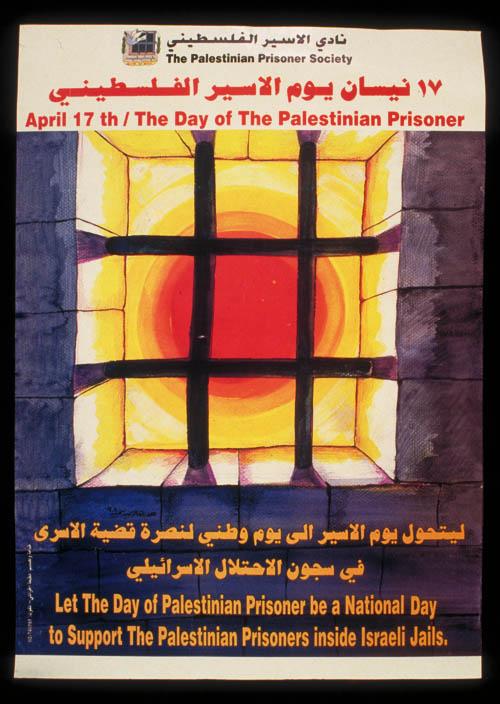 نادي الاسير الفلسطيني
The Palestinian Prisoner Society
١٧ نيسان يوم الاسير الفلسطيني
April 17 th / The Day of The Palestinian Prisoner
ليتحول يوم الاسير الى يوم وطني لنصرة قضية الاسرى
في سجون الاحتلال الاسرائيلي
Let The Day of Palestinian Prisoner be a National Day
to Support The Palestinian Prisoners inside Israeli Jails.